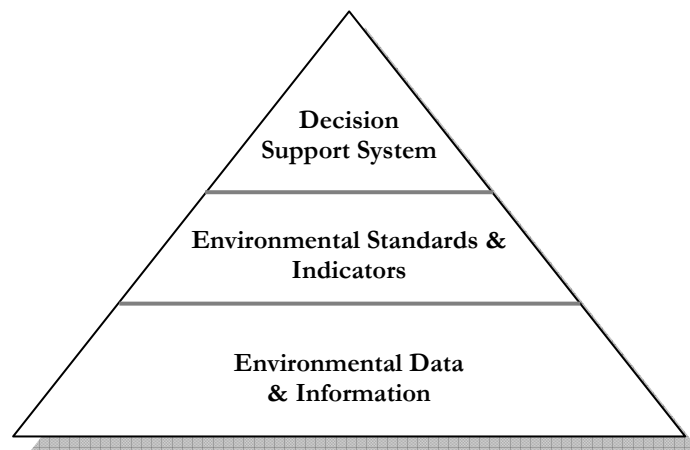 Decision
Support System
Environmental Standards &
Indicators
Environmental Data
& Information